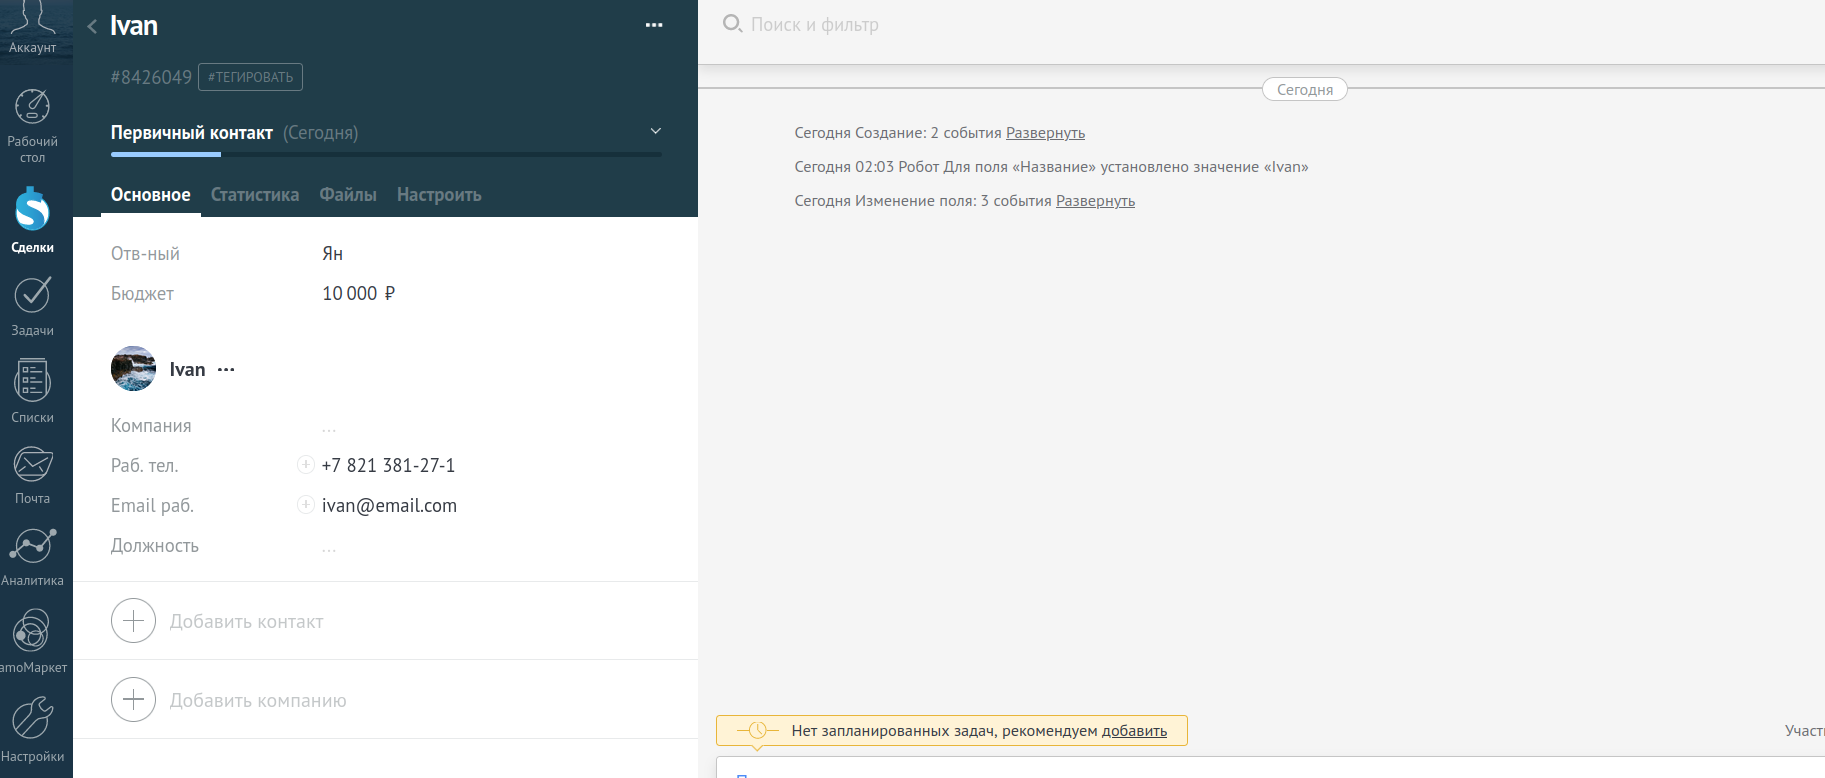 Аккаунт
Рабочий
стол
Сделки
Задачи
Списки
Почта
Аналитика
amoМаркет
Настройки
Ivan
#8426049 #ТЕГИРОВАТЬ
Первичный контакт (Сегодня)
Основное Статистика Файлы Настроить
Отв-ный Ян
Бюджет 10 000 ₽
Ivan
Компания ...
Раб. тел. +7 821 381-27-1
Email раб. ivan@email.com
Должность ...
Добавить контакт
Добавить компанию
Поиск и фильтр
Сегодня
Сегодня Создание: 2 события Развернуть
Сегодня 02:03 Робот Для поля «Название» установлено значение «Ivan»
Сегодня Изменение поля: 3 события Развернуть
Нет запланированных задач, рекомендуем добавить